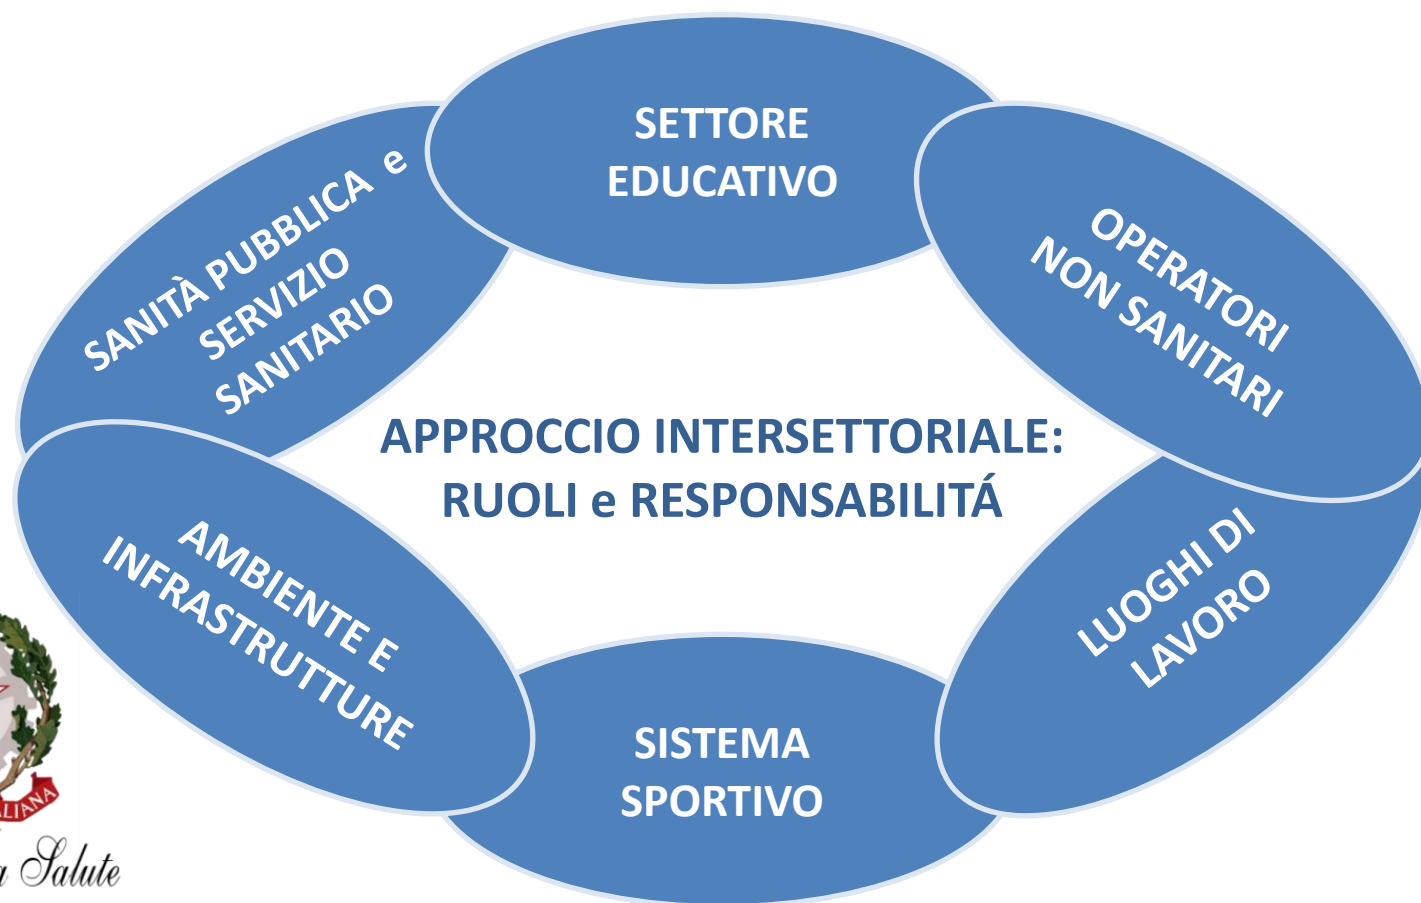 SETTORE
EDUCATIVO
SANITÀ PUBBLICA e
SERVIZIO
SANITARIO
OPERATORI
NON SANITARI
APPROCCIO INTERSETTORIALE:
RUOLI e RESPONSABILITÁ
AMBIENTE E
INFRASTRUTTURE
LUOGHI DI
LAVORO
SISTEMA
SPORTIVO
Salute